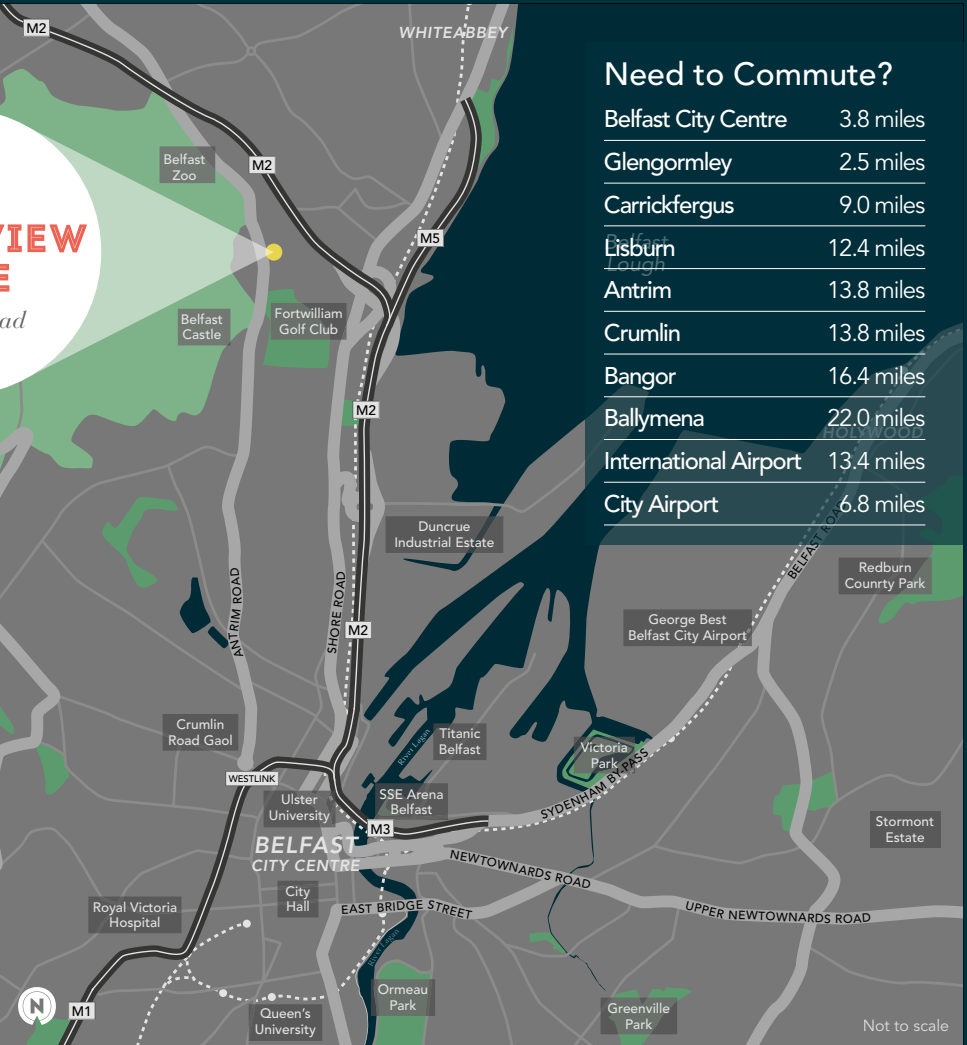 M2
WHITEABBEY
Need to Commute?
Belfast City Centre 3.8 miles
Glengormley 2.5 miles
Carrickfergus 9.0 miles
Lisburn 12.4 miles
Antrim 13.8 miles
Crumlin 13.8 miles
Bangor 16.4 miles
Ballymena 22.0 miles
International Airport 13.4 miles
City Airport 6.8 miles
Belfast
Lough
HOLYWOOD
Belfast
Zoo
M2
M5
Belfast
Castle
Fortwilliam
Golf Club
M2
Duncrue
Industrial Estate
BELFAST ROAD
Redburn
Counrty Park
George Best
Belfast City Airport
ANTRIM ROAD
SHORE ROAD
M2
Crumlin
Road Gaol
River Lagan
Titanic
Belfast
Victoria
Park
SYDENHAM BY-PASS
WESTLINK
Ulster
University
SSE Arena
Belfast
M3
Stormont
Estate
BELFAST
CITY CENTRE
NEWTOWNARDS ROAD
City
Hall
EAST BRIDGE STREET
UPPER NEWTOWNARDS ROAD
Royal Victoria
Hospital
River Lagan
N
M1
Queen's
University
Ormeau
Park
Greenville
Park
Not to scale